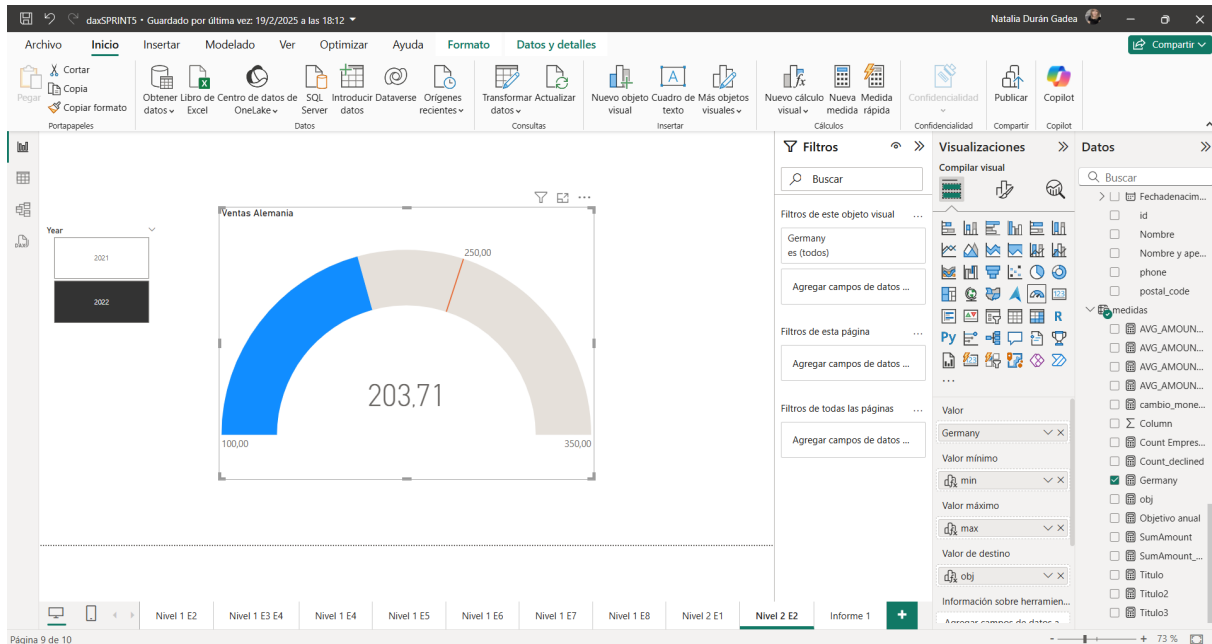 daxSPRINT5 • Guardado por última vez: 19/2/2025 a las 18:12
Natalia Durán Gadea
Archivo Inicio Insertar Modelado Ver Optimizar Ayuda Formato Datos y detalles
Compartir
Pegar
Cortar
Copia
Copiar formato
Portapapeles
Obtener datos
Libro de Excel
Centro de datos de OneLake
SQL Server
Introducir datos
Dataverse
Orígenes recientes
Datos
Transformar datos
Actualizar
Consultas
Nuevo objeto visual
Cuadro de texto
Más objetos visuales
Insertar
Nuevo cálculo visual
Nueva medida
Medida rápida
Cálculos
Confidencialidad
Confidencialidad
Publicar
Compartir
Copilot
Copilot
Year
2021
2022
Ventas Alemania
250,00
203,71
100,00
350,00
Filtros
Buscar
Filtros de este objeto visual ...
Germany
es (todos)
Agregar campos de datos ...
Filtros de esta página ...
Agregar campos de datos ...
Filtros de todas las páginas ...
Agregar campos de datos ...
Visualizaciones
Compilar visual
123
R
Py
...
Valor
Germany
Valor mínimo
min
Valor máximo
max
Valor de destino
obj
Información sobre herramien...
Agregar campos de datos a
Datos
Buscar
Fechadenacim...
id
Nombre
Nombre y ape...
phone
postal_code
medidas
AVG_AMOUN...
AVG_AMOUN...
AVG_AMOUN...
AVG_AMOUN...
cambio_mone...
Column
Count Empres...
Count_declined
Germany
obj
Objetivo anual
SumAmount
SumAmount_...
Titulo
Titulo2
Titulo3
Nivel 1 E2 Nivel 1 E3 E4 Nivel 1 E4 Nivel 1 E5 Nivel 1 E6 Nivel 1 E7 Nivel 1 E8 Nivel 2 E1 Nivel 2 E2 Informe 1
Página 9 de 10
73 %